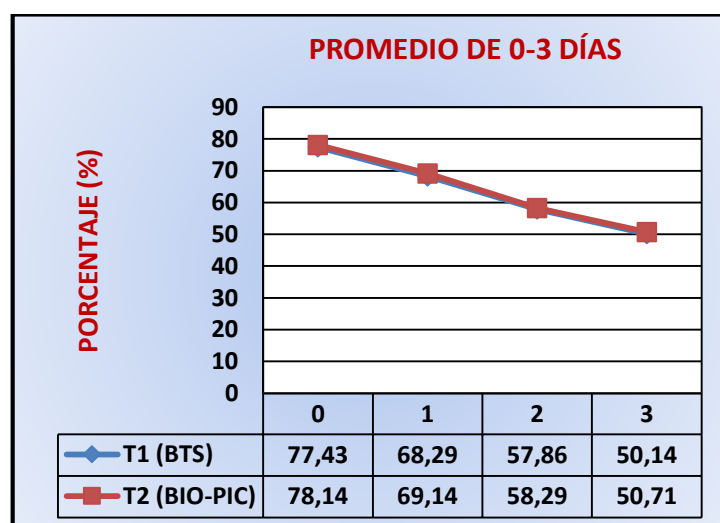 PROMEDIO DE 0-3 DÍAS
PORCENTAJE (%)
90
80
70
60
50
40
30
20
10
0
0 1 2 3
T1 (BTS) 77,43 68,29 57,86 50,14
T2 (BIO-PIC) 78,14 69,14 58,29 50,71